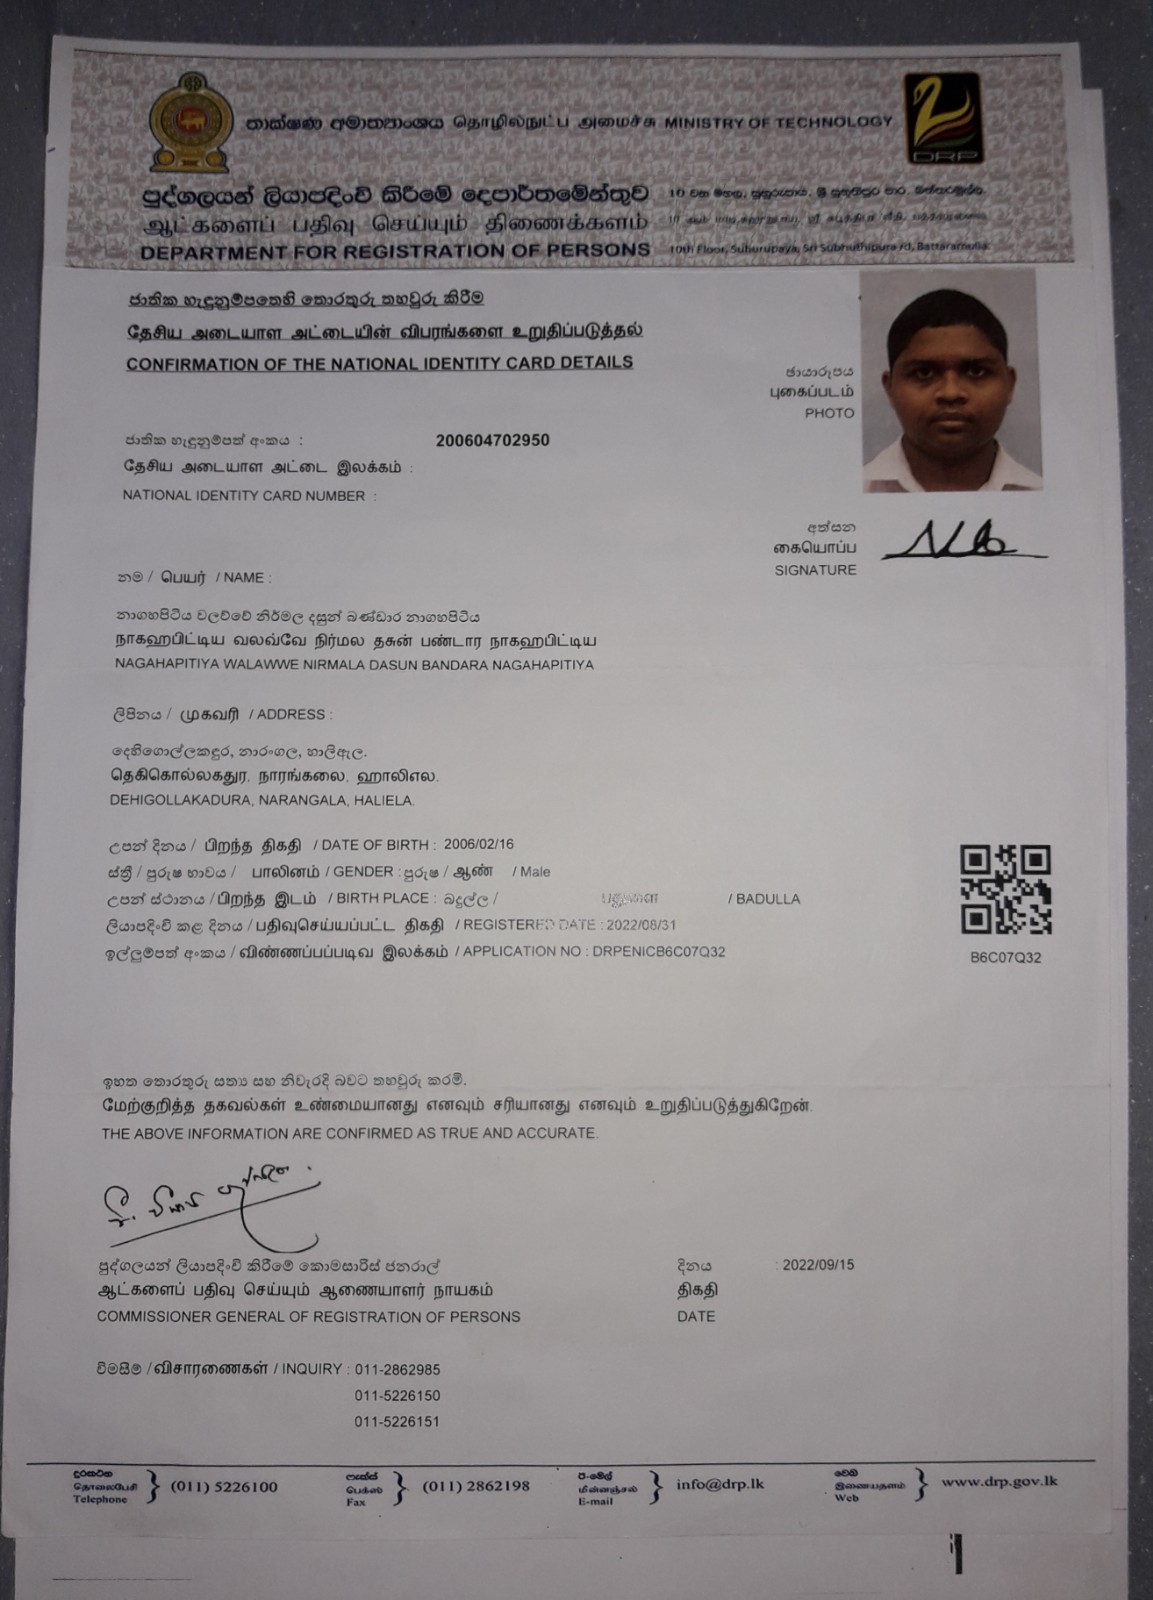 තාක්ෂණ අමාත්‍යාංශය தொழில்நுட்ப அமைச்சு MINISTRY OF TECHNOLOGY
DRP
පුද්ගලයන් ලියාපදිංචි කිරීමේ දෙපාර්තමේන්තුව
ஆட்களைப் பதிவு செய்யும் திணைக்களம்
DEPARTMENT FOR REGISTRATION OF PERSONS
10 වන මහල, සුහුරුපාය, ශ්‍රී සුභූතිපුර පාර, බත්තරමුල්ල.
10th Floor, Suhurupaya, Sri Subhuthipura rd, Battaramulla.
ජාතික හැඳුනුම්පතෙහි තොරතුරු තහවුරු කිරීම
தேசிய அடையாள அட்டையின் விபரங்களை உறுதிப்படுத்தல்
CONFIRMATION OF THE NATIONAL IDENTITY CARD DETAILS
ඡායාරූපය
புகைப்படம்
PHOTO
ජාතික හැඳුනුම්පත් අංකය : 200604702950
தேசிய அடையாள அட்டை இலக்கம் :
NATIONAL IDENTITY CARD NUMBER :
අත්සන
கையொப்ப
SIGNATURE
නම / பெயர் / NAME :
නාගහපිටිය වලව්වේ නිර්මල දසුන් බණ්ඩාර නාගහපිටිය
நாகஹபிட்டிய வலவ்வே நிர்மல தசுன் பண்டார நாகஹபிட்டிய
NAGAHAPITIYA WALAWWE NIRMALA DASUN BANDARA NAGAHAPITIYA
ලිපිනය / முகவரி / ADDRESS :
දෙහිගොල්ලකඳුර, නාරංගල, හාලිඇල.
தெகிகொல்லகதுர, நாரங்கலை, ஹாலிஎல.
DEHIGOLLAKADURA, NARANGALA, HALIELA.
උපන් දිනය / பிறந்த திகதி / DATE OF BIRTH : 2006/02/16
ස්ත්‍රී / පුරුෂ භාවය / பாலினம் / GENDER : පුරුෂ / ஆண் / Male
උපන් ස්ථානය / பிறந்த இடம் / BIRTH PLACE : බදුල්ල / பதுளை / BADULLA
ලියාපදිංචි කළ දිනය / பதிவுசெய்யப்பட்ட திகதி / REGISTERED DATE : 2022/08/31
ඉල්ලුම්පත් අංකය / விண்ணப்பப்படிவ இலக்கம் / APPLICATION NO : DRPENICB6C07Q32
B6C07Q32
ඉහත තොරතුරු සත්‍ය සහ නිවැරදි බවට තහවුරු කරමි.
மேற்குறித்த தகவல்கள் உண்மையானது எனவும் சரியானது எனவும் உறுதிப்படுத்துகிறேன்.
THE ABOVE INFORMATION ARE CONFIRMED AS TRUE AND ACCURATE.
පුද්ගලයන් ලියාපදිංචි කිරීමේ කොමසාරිස් ජනරාල්
ஆட்களைப் பதிவு செய்யும் ஆணையாளர் நாயகம்
COMMISSIONER GENERAL OF REGISTRATION OF PERSONS
දිනය : 2022/09/15
திகதி
DATE
විමසීම් / விசாரணைகள் / INQUIRY : 011-2862985
011-5226150
011-5226151
දුරකථන
தொலைபேசி
Telephone
(011) 5226100
ෆැක්ස්
பெக்ஸ்
Fax
(011) 2862198
ඊ-මේල්
மின்னஞ்சல்
E-mail
info@drp.lk
වෙබ්
இணையதளம்
Web
www.drp.gov.lk